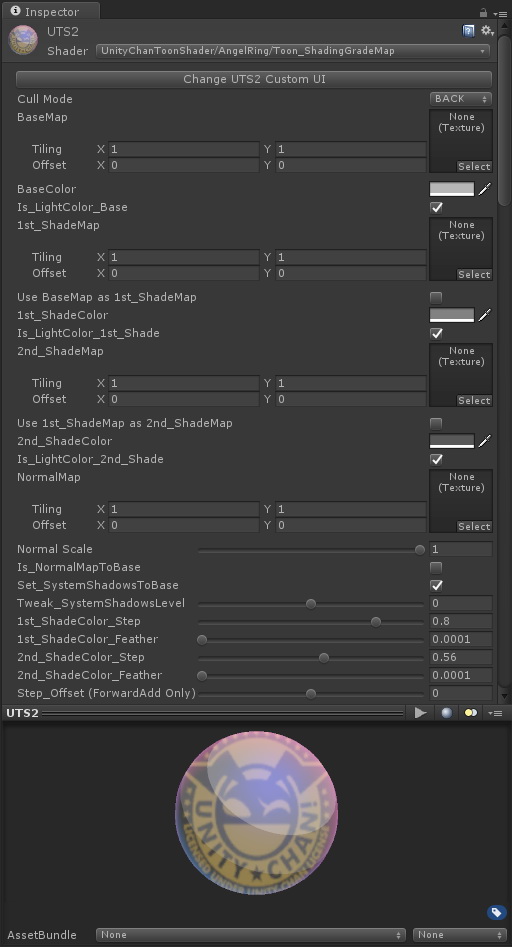 Inspector
UTS2
Shader UnityChanToonShader/AngelRing/Toon_ShadingGradeMap
Change UTS2 Custom UI
Cull Mode BACK
BaseMap None
(Texture)
Tiling X 1 Y 1
Offset X 0 Y 0 Select
BaseColor
Is_LightColor_Base
1st_ShadeMap None
(Texture)
Tiling X 1 Y 1
Offset X 0 Y 0 Select
Use BaseMap as 1st_ShadeMap
1st_ShadeColor
Is_LightColor_1st_Shade
2nd_ShadeMap None
(Texture)
Tiling X 1 Y 1
Offset X 0 Y 0 Select
Use 1st_ShadeMap as 2nd_ShadeMap
2nd_ShadeColor
Is_LightColor_2nd_Shade
NormalMap None
(Texture)
Tiling X 1 Y 1
Offset X 0 Y 0 Select
Normal Scale 1
Is_NormalMapToBase
Set_SystemShadowsToBase
Tweak_SystemShadowsLevel 0
1st_ShadeColor_Step 0.8
1st_ShadeColor_Feather 0.0001
2nd_ShadeColor_Step 0.56
2nd_ShadeColor_Feather 0.0001
Step_Offset (ForwardAdd Only) 0
UTS2
UNITY★CHAN!
AssetBundle None None